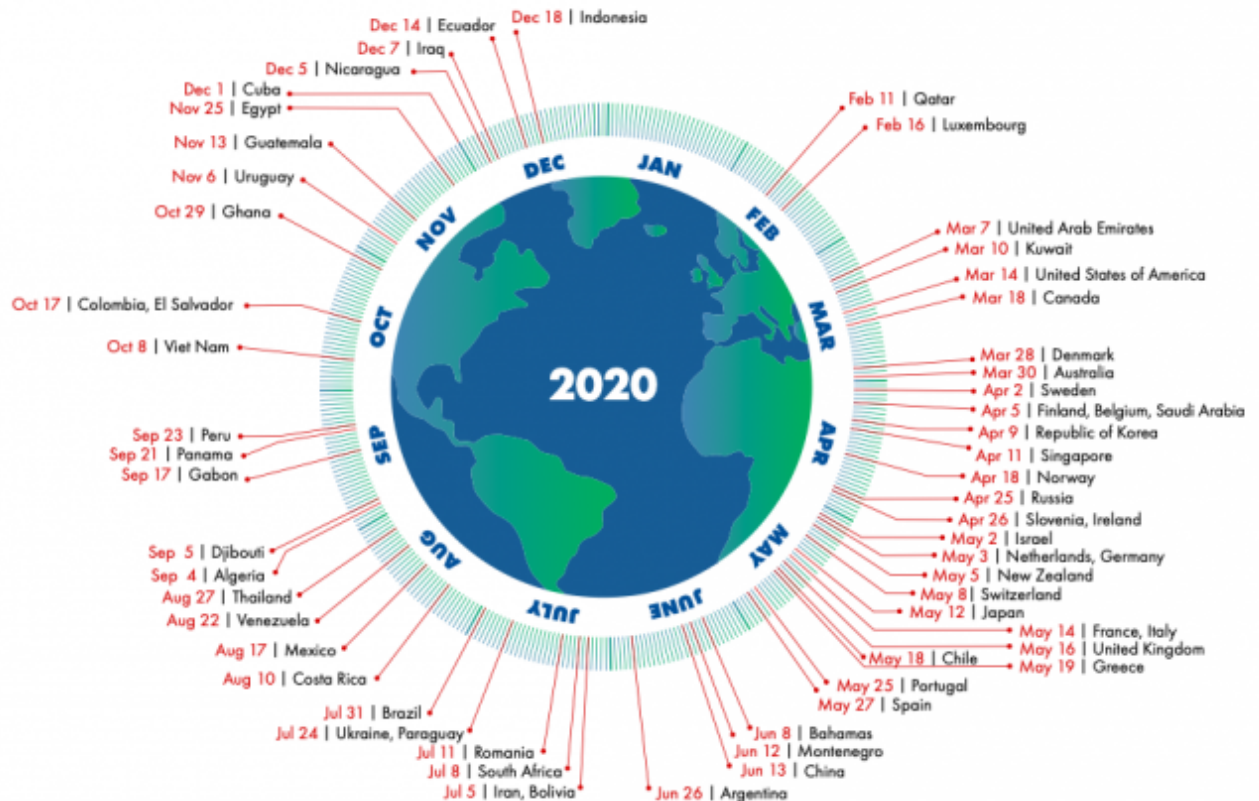 Dec 18 | Indonesia
Dec 14 | Ecuador
Dec 7 | Iraq
Dec 5 | Nicaragua
Dec 1 | Cuba
Nov 25 | Egypt
Nov 13 | Guatemala
Nov 6 | Uruguay
Oct 29 | Ghana
Oct 17 | Colombia, El Salvador
Oct 8 | Viet Nam
Sep 23 | Peru
Sep 21 | Panama
Sep 17 | Gabon
Sep 5 | Djibouti
Sep 4 | Algeria
Aug 27 | Thailand
Aug 22 | Venezuela
Aug 17 | Mexico
Aug 10 | Costa Rica
Jul 31 | Brazil
Jul 24 | Ukraine, Paraguay
Jul 11 | Romania
Jul 8 | South Africa
Jul 5 | Iran, Bolivia
Feb 11 | Qatar
Feb 16 | Luxembourg
Mar 7 | United Arab Emirates
Mar 10 | Kuwait
Mar 14 | United States of America
Mar 18 | Canada
Mar 28 | Denmark
Mar 30 | Australia
Apr 2 | Sweden
Apr 5 | Finland, Belgium, Saudi Arabia
Apr 9 | Republic of Korea
Apr 11 | Singapore
Apr 18 | Norway
Apr 25 | Russia
Apr 26 | Slovenia, Ireland
May 2 | Israel
May 3 | Netherlands, Germany
May 5 | New Zealand
May 8 | Switzerland
May 12 | Japan
May 14 | France, Italy
May 16 | United Kingdom
May 18 | Chile
May 19 | Greece
May 25 | Portugal
May 27 | Spain
Jun 8 | Bahamas
Jun 12 | Montenegro
Jun 13 | China
Jun 26 | Argentina
JAN
FEB
MAR
APR
MAY
JUNE
JULY
AUG
SEP
OCT
NOV
DEC
2020